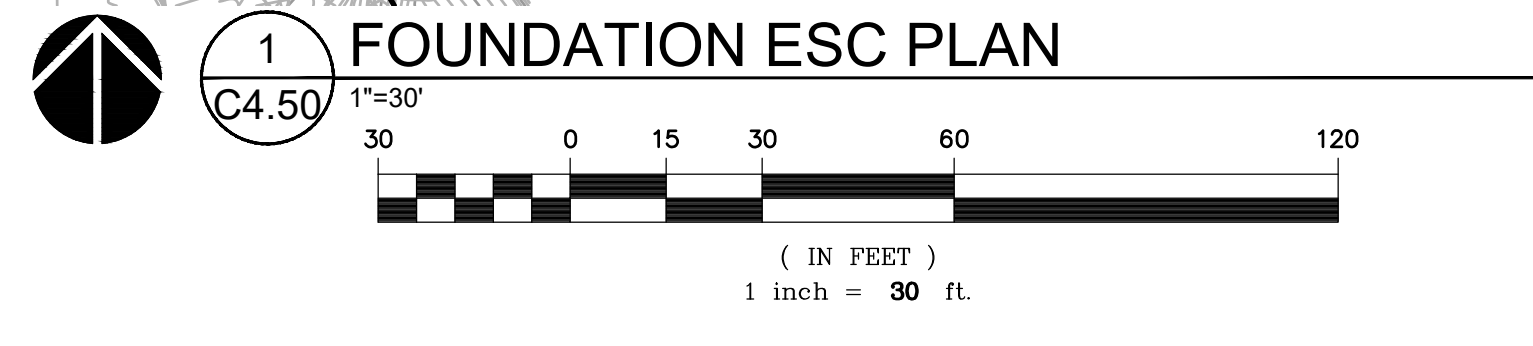 1 FOUNDATION ESC PLAN
C4.50 1"=30'
30 0 15 30 60 120
( IN FEET )
1 inch = 30 ft.